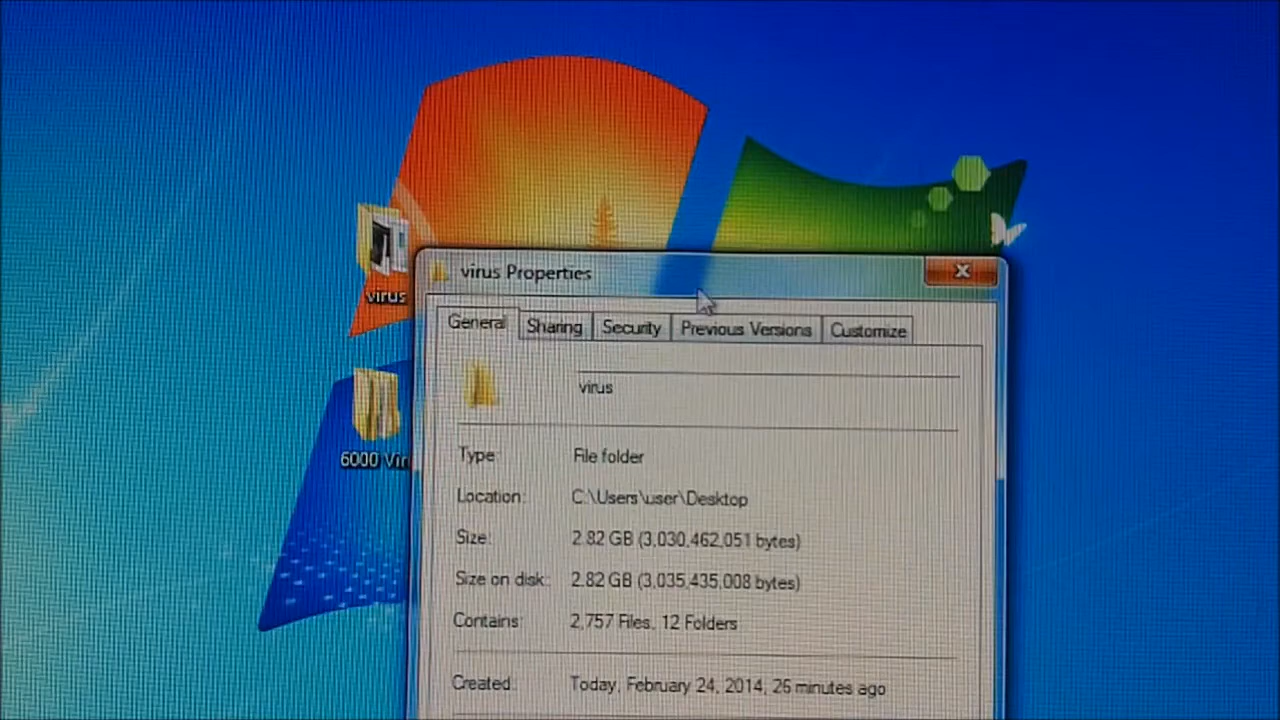 virus Properties
General
Sharing
Security
Previous Versions
Customize
virus
virus
Type:
File folder
Location:
C:\Users\user\Desktop
6000 Vir
Size:
2.82 GB (3,030,462,051 bytes)
Size on disk:
2.82 GB (3,035,435,008 bytes)
Contains:
2,757 Files, 12 Folders
Created:
Today, February 24, 2014, 26 minutes ago